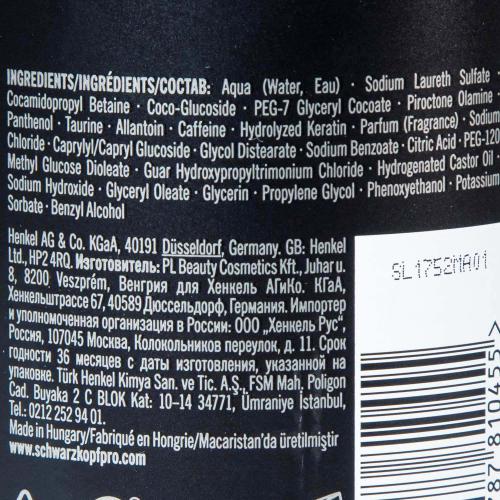 INGREDIENTS/INGRÉDIENTS/СОСТАВ: Aqua (Water, Eau) · Sodium Laureth Sulfate ·
Cocamidopropyl Betaine · Coco-Glucoside · PEG-7 Glyceryl Cocoate · Piroctone Olamine ·
Panthenol · Taurine · Allantoin · Caffeine · Hydrolyzed Keratin · Parfum (Fragrance) · Sodium
Chloride · Caprylyl/Capryl Glucoside · Glycol Distearate · Sodium Benzoate · Citric Acid · PEG-120
Methyl Glucose Dioleate · Guar Hydroxypropyltrimonium Chloride · Hydrogenated Castor Oil ·
Sodium Hydroxide · Glyceryl Oleate · Glycerin · Propylene Glycol · Phenoxyethanol · Potassium
Sorbate · Benzyl Alcohol
Henkel AG & Co. KGaA, 40191 Düsseldorf, Germany. GB: Henkel
Ltd., HP2 4RQ. Изготовитель: PL Beauty Cosmetics Kft., Juhar u.
8, 8200 Veszprém, Венгрия для Хенкель АГиКо. КГаА,
Хенкельштрассе 67, 40589 Дюссельдорф, Германия. Импортер
и уполномоченная организация в России: ООО „Хенкель Рус“,
Россия, 107045 Москва, Колокольников переулок, д. 11. Срок
годности 36 месяцев с даты изготовления, указанной на
упаковке. Türk Henkel Kimya San. ve Tic. A.Ş., FSM Mah. Poligon
Cad. Buyaka 2 C BLOK Kat: 10–14 34771, Ümraniye İstanbul,
Tel.: 0212 252 94 01.
Made in Hungary/Fabriqué en Hongrie/Macaristan'da üretilmiştir
www.schwarzkopfpro.com
SL1752MA01